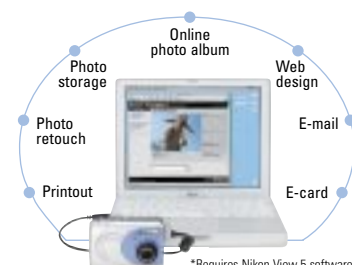 Online
photo album
Photo
storage
Web
design
Photo
retouch
E-mail
Printout
E-card
*Requires Nikon View 5 software